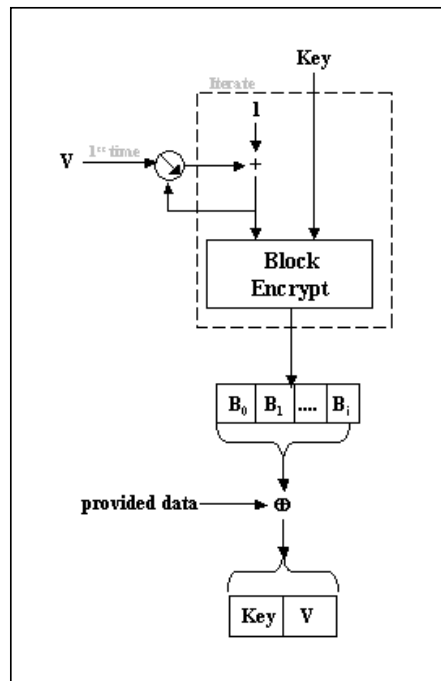 Key
Iterate
1
V 1st time
+
Block
Encrypt
B0 B1 .... Bi
provided data ⊕
Key V